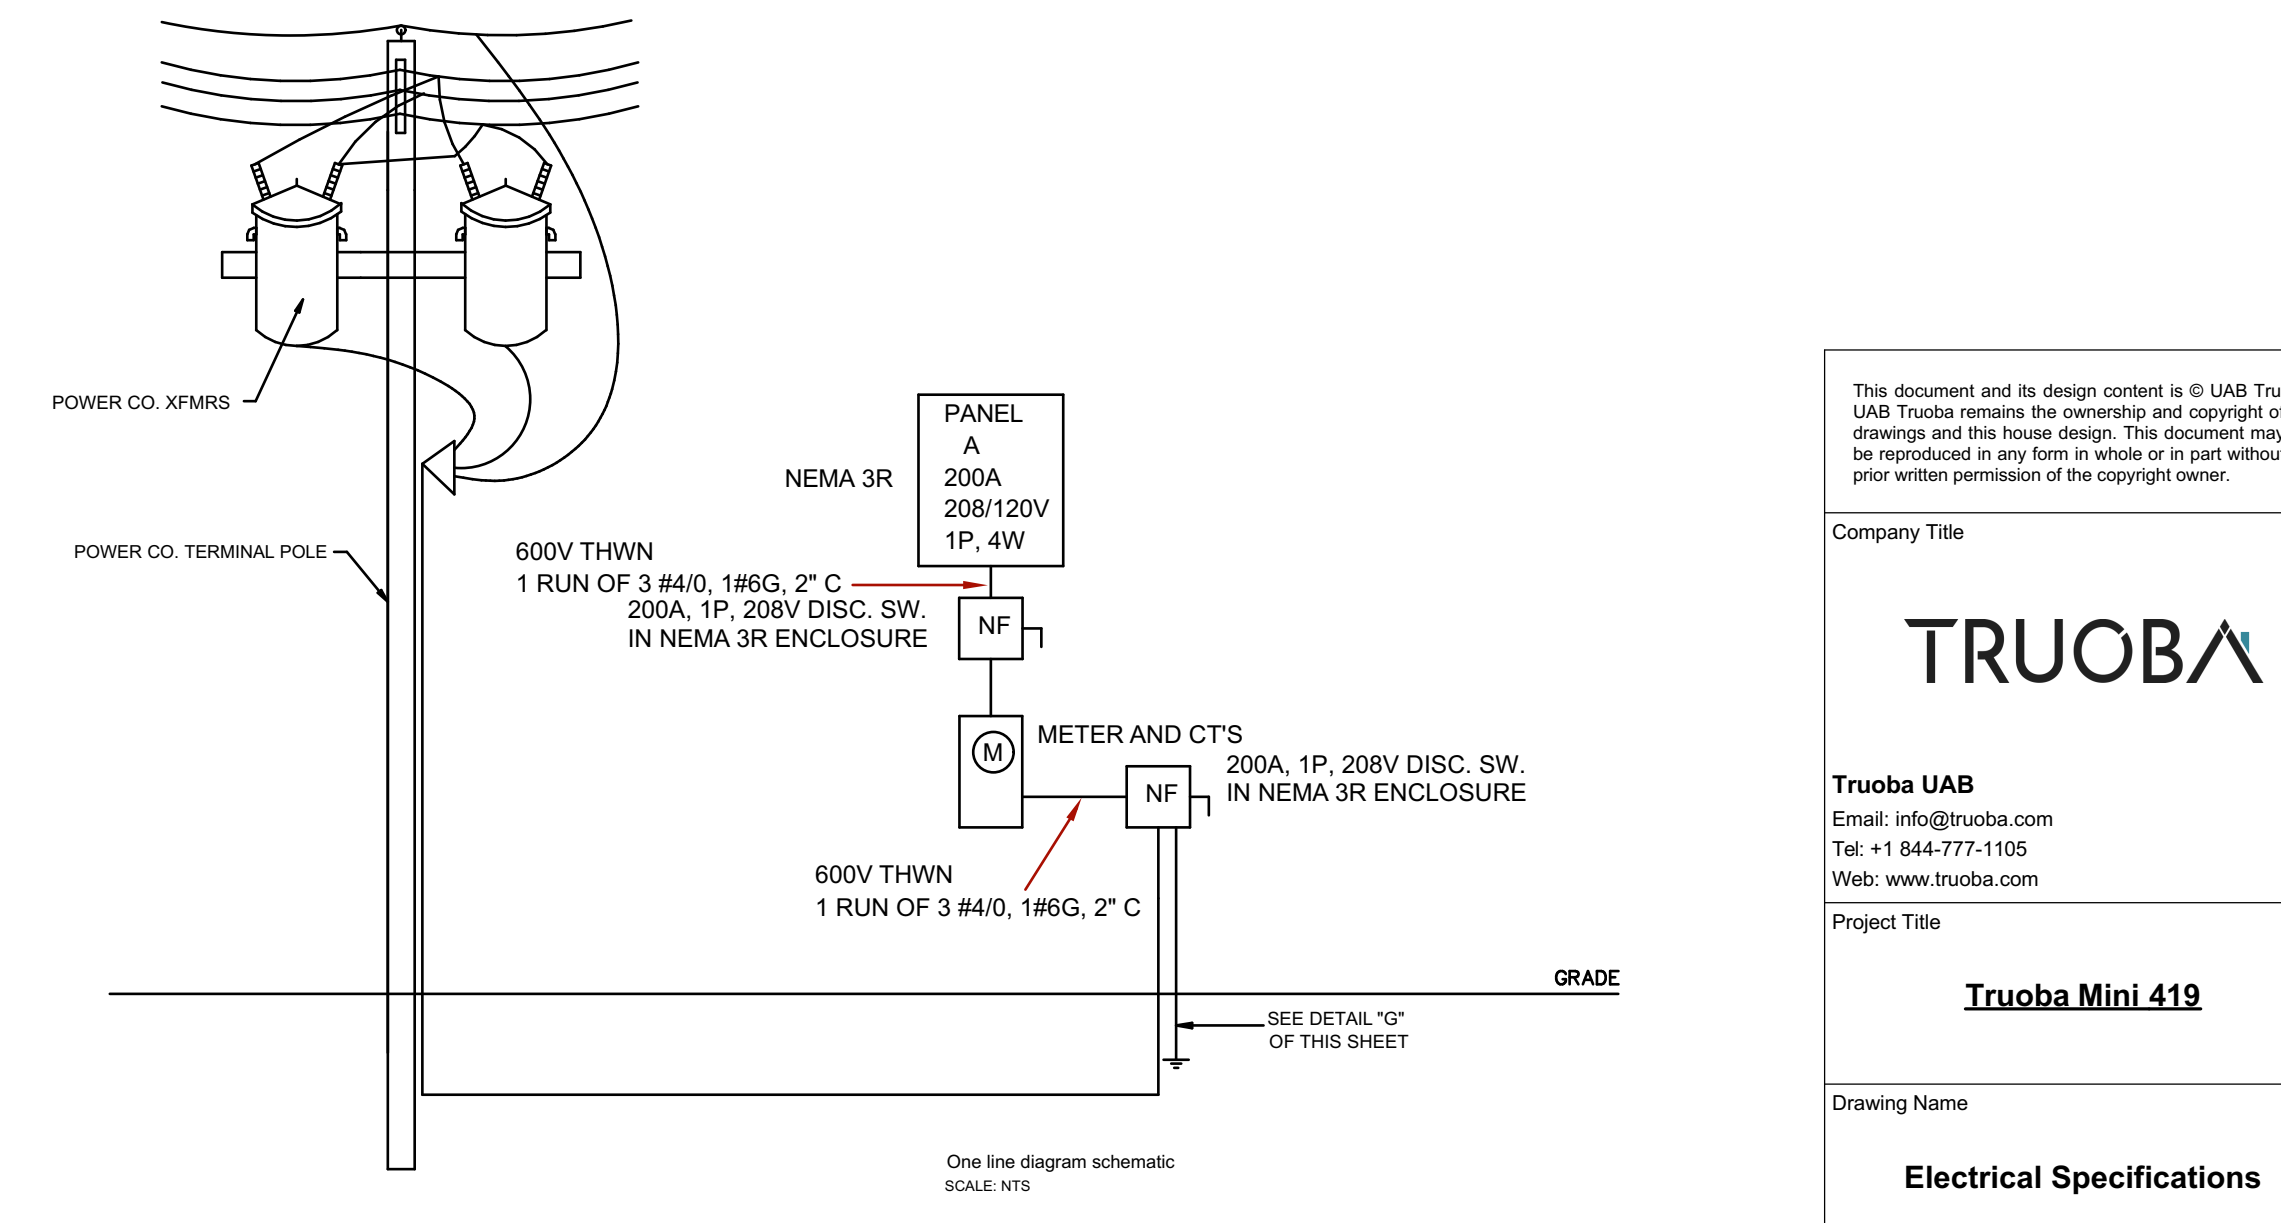 POWER CO. XFMRS
POWER CO. TERMINAL POLE
PANEL
A
200A
208/120V
1P, 4W
NEMA 3R
600V THWN
1 RUN OF 3 #4/0, 1#6G, 2" C
200A, 1P, 208V DISC. SW.
IN NEMA 3R ENCLOSURE
NF
M
METER AND CT'S
200A, 1P, 208V DISC. SW.
IN NEMA 3R ENCLOSURE
NF
600V THWN
1 RUN OF 3 #4/0, 1#6G, 2" C
GRADE
SEE DETAIL "G"
OF THIS SHEET
One line diagram schematic
SCALE: NTS
This document and its design content is © UAB Tru
UAB Truoba remains the ownership and copyright of
drawings and this house design. This document may
be reproduced in any form in whole or in part without
prior written permission of the copyright owner.
Company Title
TRUOBA
Truoba UAB
Email: info@truoba.com
Tel: +1 844-777-1105
Web: www.truoba.com
Project Title
Truoba Mini 419
Drawing Name
Electrical Specifications